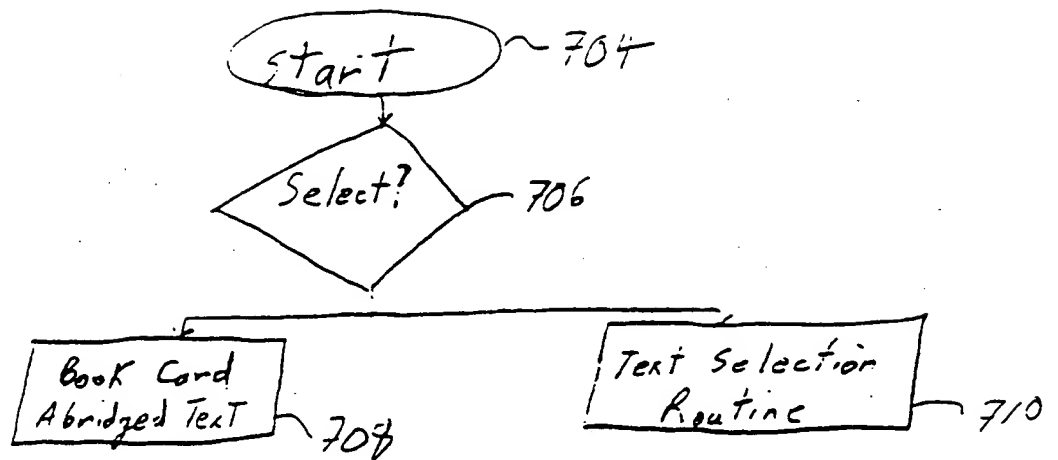 start
704
Select?
706
Book Card
Abridged Text
708
Text Selection
Routine
710